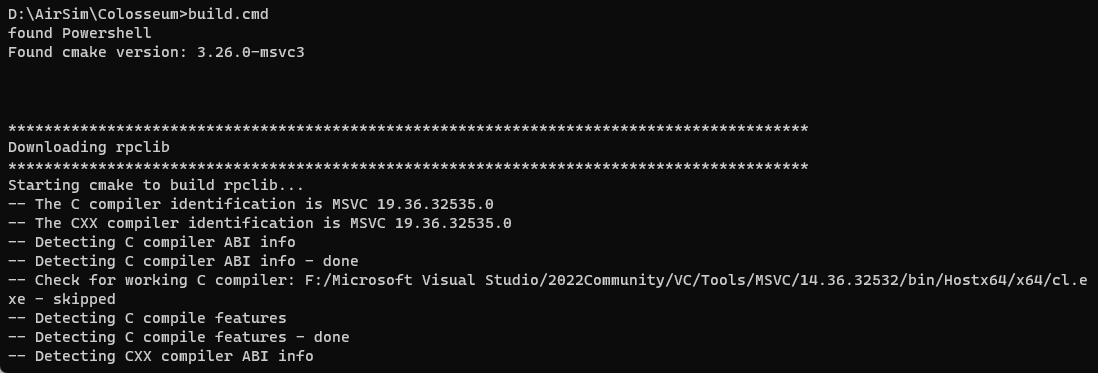 D:\AirSim\Colosseum>build.cmd
found Powershell
Found cmake version: 3.26.0-msvc3
*****************************************************************************************
Downloading rpclib
*****************************************************************************************
Starting cmake to build rpclib...
-- The C compiler identification is MSVC 19.36.32535.0
-- The CXX compiler identification is MSVC 19.36.32535.0
-- Detecting C compiler ABI info
-- Detecting C compiler ABI info - done
-- Check for working C compiler: F:/Microsoft Visual Studio/2022Community/VC/Tools/MSVC/14.36.32532/bin/Hostx64/x64/cl.e
xe - skipped
-- Detecting C compile features
-- Detecting C compile features - done
-- Detecting CXX compiler ABI info